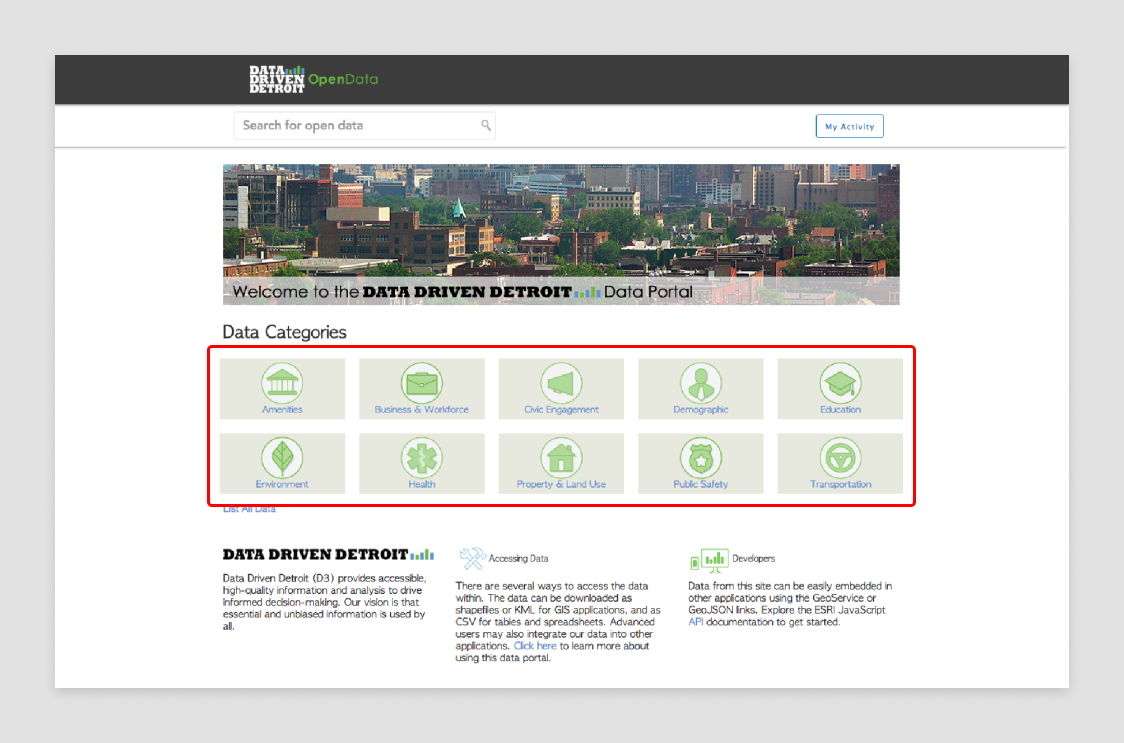 DATA
DRIVEN
DETROIT
OpenData
Search for open data
My Activity
Welcome to the DATA DRIVEN DETROIT Data Portal
Data Categories
Amenities
Business & Workforce
Civic Engagement
Demographic
Education
Environment
Health
Property & Land Use
Public Safety
Transportation
List All Data
DATA DRIVEN DETROIT
Data Driven Detroit (D3) provides accessible,
high-quality information and analysis to drive
informed decision-making. Our vision is that
essential and unbiased information is used by
all.
Accessing Data
There are several ways to access the data
within. The data can be downloaded as
shapefiles or KML for GIS applications, and as
CSV for tables and spreadsheets. Advanced
users may also integrate our data into other
applications. Click here to learn more about
using this data portal.
Developers
Data from this site can be easily embedded in
other applications using the GeoService or
GeoJSON links. Explore the ESRI JavaScript
API documentation to get started.